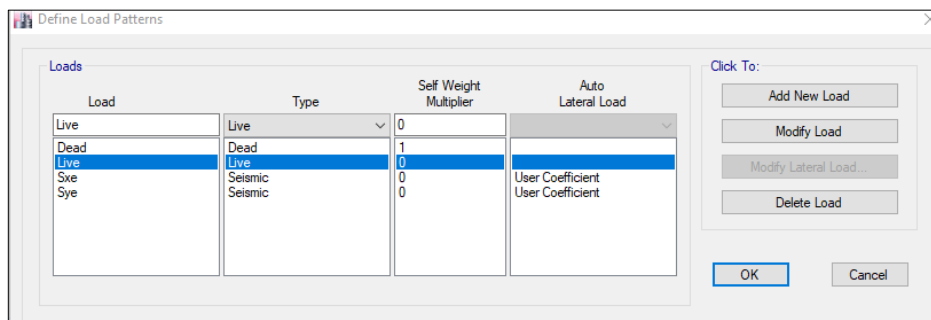 Define Load Patterns
Loads
Click To:
Load Type Self Weight Multiplier Auto Lateral Load
Live Live 0
Dead Dead 1
Live Live 0
Sxe Seismic 0 User Coefficient
Sye Seismic 0 User Coefficient
Add New Load
Modify Load
Modify Lateral Load...
Delete Load
OK Cancel